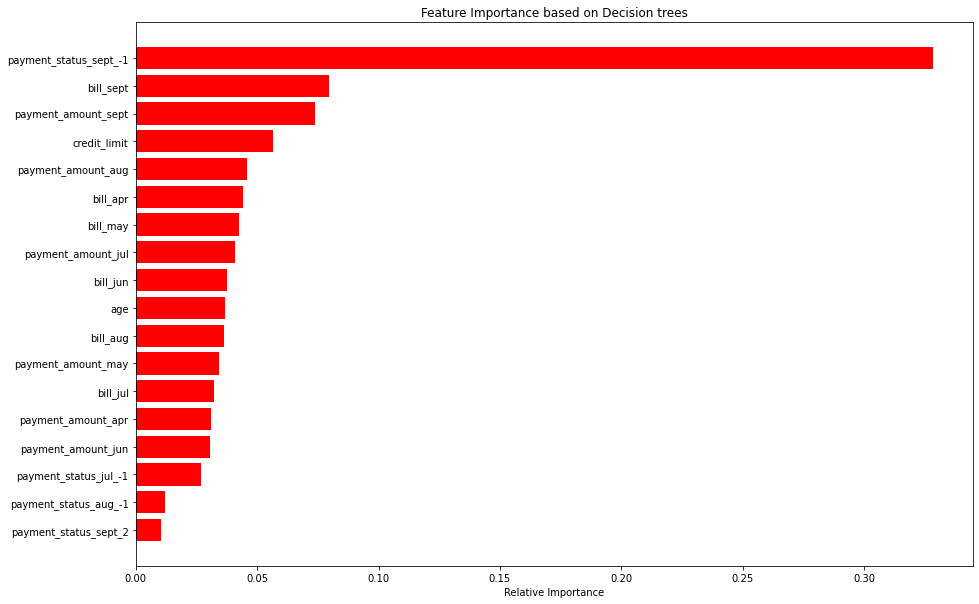 Feature Importance based on Decision trees
payment_status_sept_-1
bill_sept
payment_amount_sept
credit_limit
payment_amount_aug
bill_apr
bill_may
payment_amount_jul
bill_jun
age
bill_aug
payment_amount_may
bill_jul
payment_amount_apr
payment_amount_jun
payment_status_jul_-1
payment_status_aug_-1
payment_status_sept_2
0.00 0.05 0.10 0.15 0.20 0.25 0.30
Relative Importance